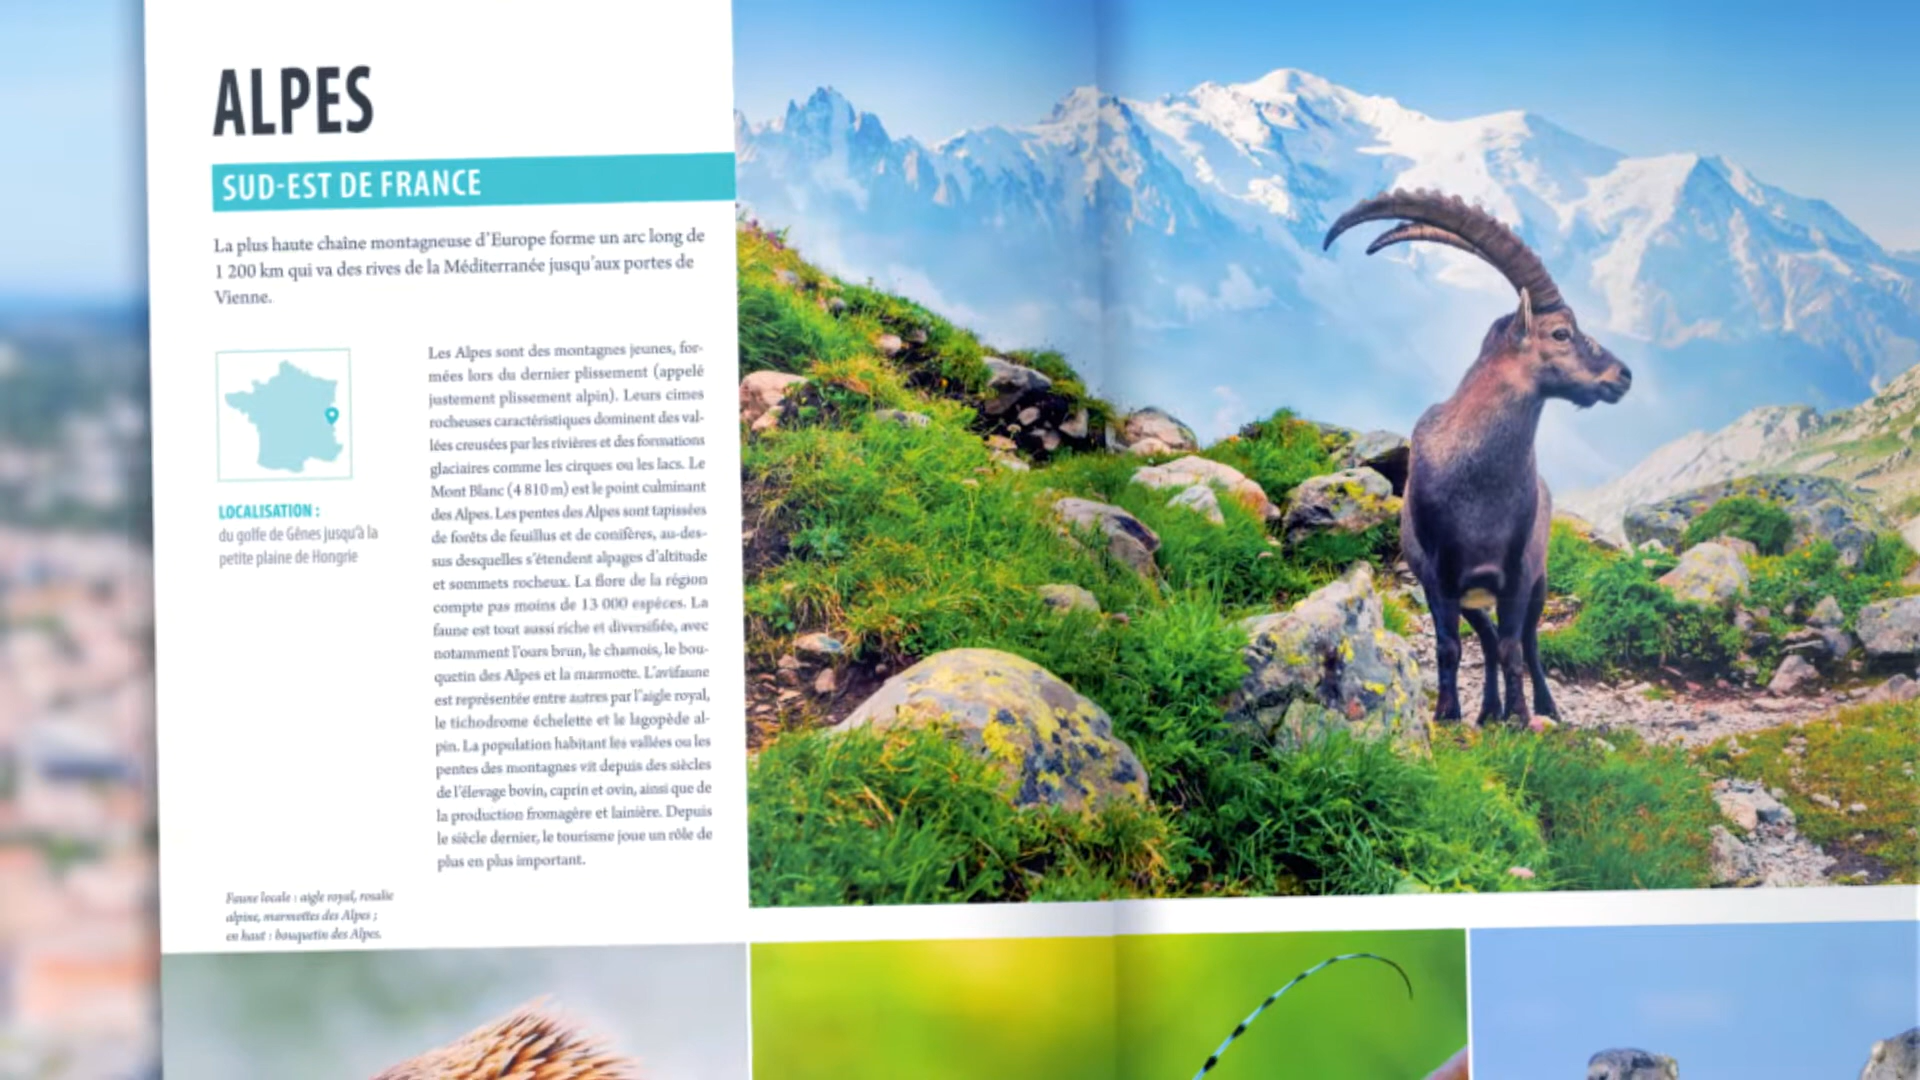 ALPES
SUD-EST DE FRANCE
La plus haute chaîne montagneuse d'Europe forme un arc long de
1 200 km qui va des rives de la Méditerranée jusqu'aux portes de
Vienne.
LOCALISATION :
du golfe de Gênes jusqu'à la
petite plaine de Hongrie
Les Alpes sont des montagnes jeunes, for-
mées lors du dernier plissement (appelé
justement plissement alpin). Leurs cimes
rocheuses caractéristiques dominent des val-
lées creusées par les rivières et des formations
glaciaires comme les cirques ou les lacs. Le
Mont Blanc (4 810 m) est le point culminant
des Alpes. Les pentes des Alpes sont tapissées
de forêts de feuillus et de conifères, au-des-
sus desquelles s'étendent alpages d'altitude
et sommets rocheux. La flore de la région
compte pas moins de 13 000 espèces. La
faune est tout aussi riche et diversifiée, avec
notamment l'ours brun, le chamois, le bou-
quetin des Alpes et la marmotte. L'avifaune
est représentée entre autres par l'aigle royal,
le tichodrome échelette et le lagopède al-
pin. La population habitant les vallées ou les
pentes des montagnes vit depuis des siècles
de l'élevage bovin, caprin et ovin, ainsi que de
la production fromagère et lainière. Depuis
le siècle dernier, le tourisme joue un rôle de
plus en plus important.
Faune locale : aigle royal, rosalie
alpine, marmottes des Alpes ;
en haut : bouquetin des Alpes.